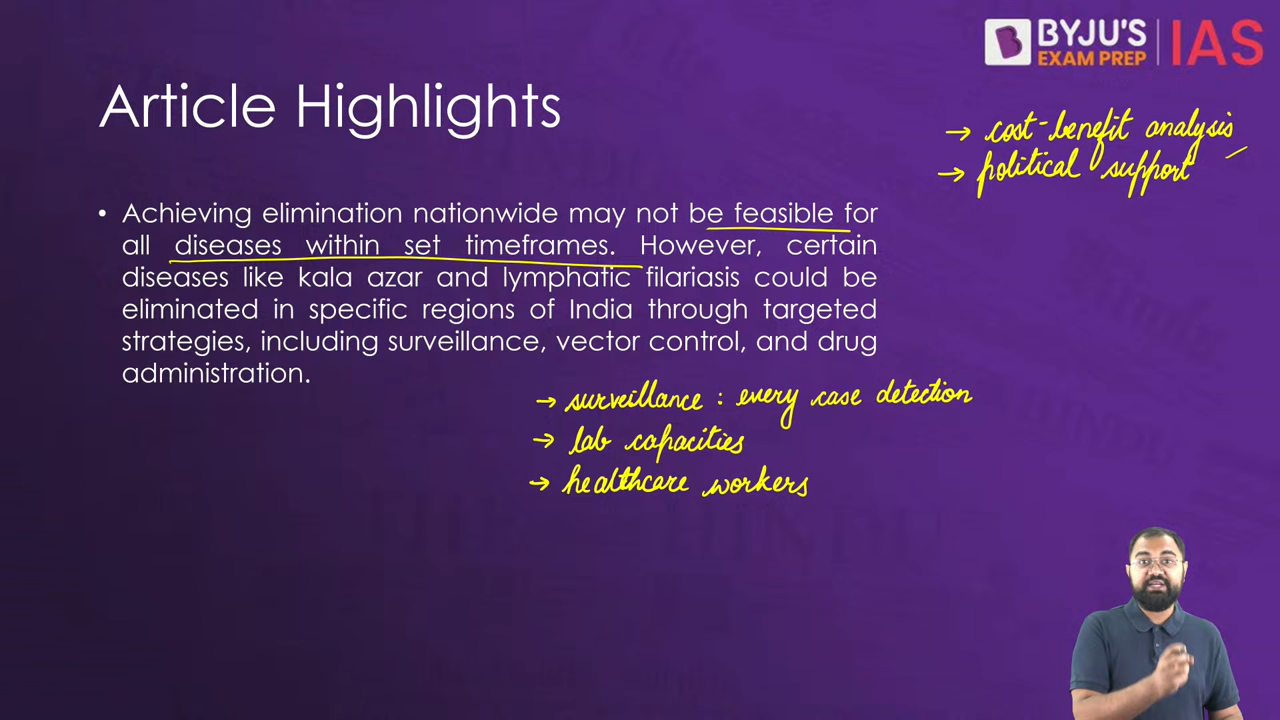 BYJU'S
EXAM PREP
IAS
Article Highlights
→ cost-benefit analysis
→ political support
• Achieving elimination nationwide may not be feasible for
all diseases within set timeframes. However, certain
diseases like kala azar and lymphatic filariasis could be
eliminated in specific regions of India through targeted
strategies, including surveillance, vector control, and drug
administration.
→ surveillance : every case detection
→ lab capacities
→ healthcare workers